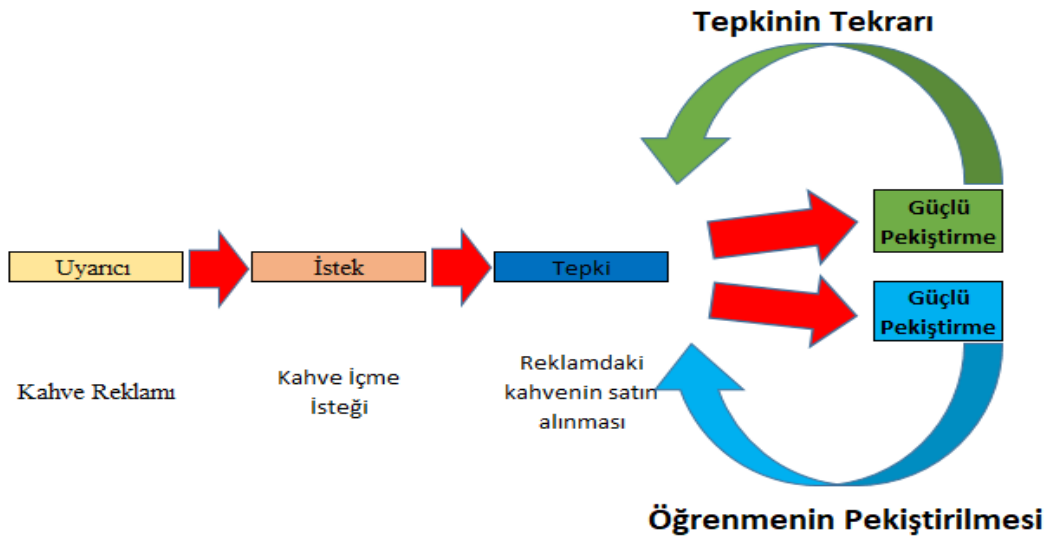 Tepkinin Tekrarı
Güçlü
Pekiştirme
Uyarıcı
İstek
Tepki
Güçlü
Pekiştirme
Kahve Reklamı
Kahve İçme
İsteği
Reklamdaki
kahvenin satın
alınması
Öğrenmenin Pekiştirilmesi